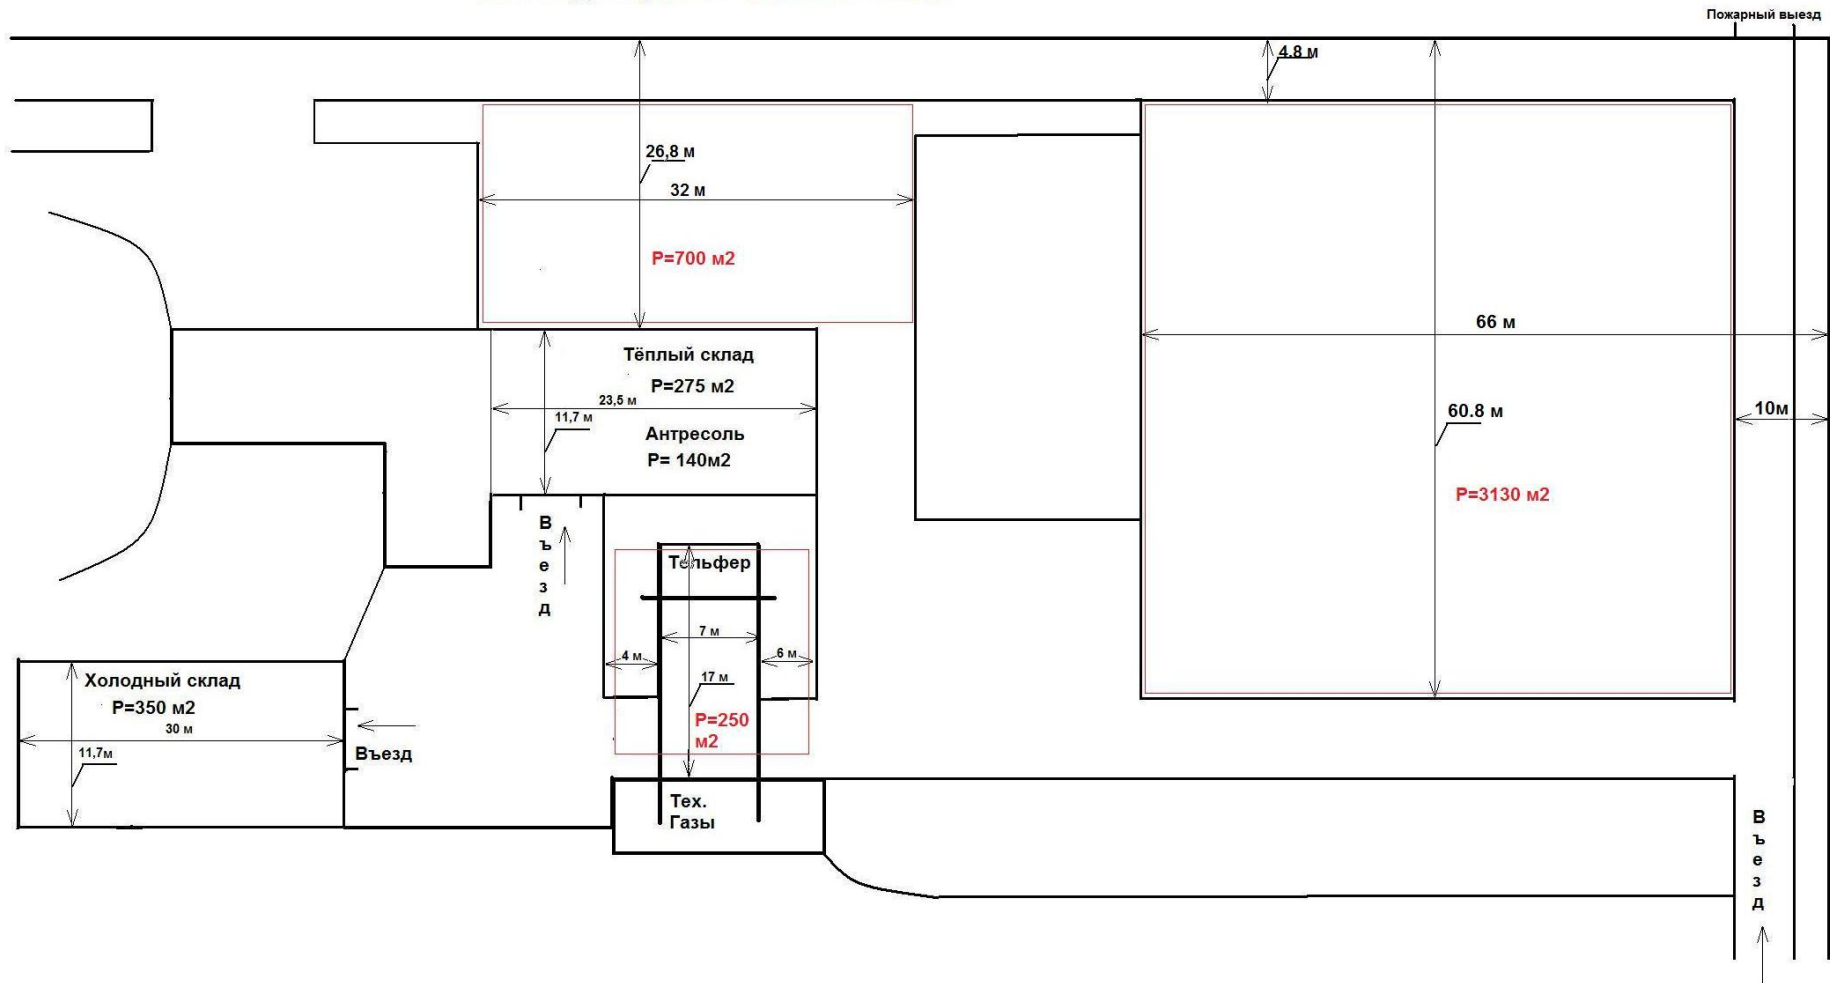 Пожарный выезд
4.8 м
26,8 м
32 м
P=700 м2
66 м
60.8 м
10м
P=3130 м2
Тёплый склад
P=275 м2
23,5 м
11,7 м
Антресоль
P= 140м2
В
ъ
е
з
д
Тельфер
7 м
4 м
6 м
17 м
P=250
м2
Холодный склад
P=350 м2
30 м
11,7м
Въезд
Тех.
Газы
В
ъ
е
з
д